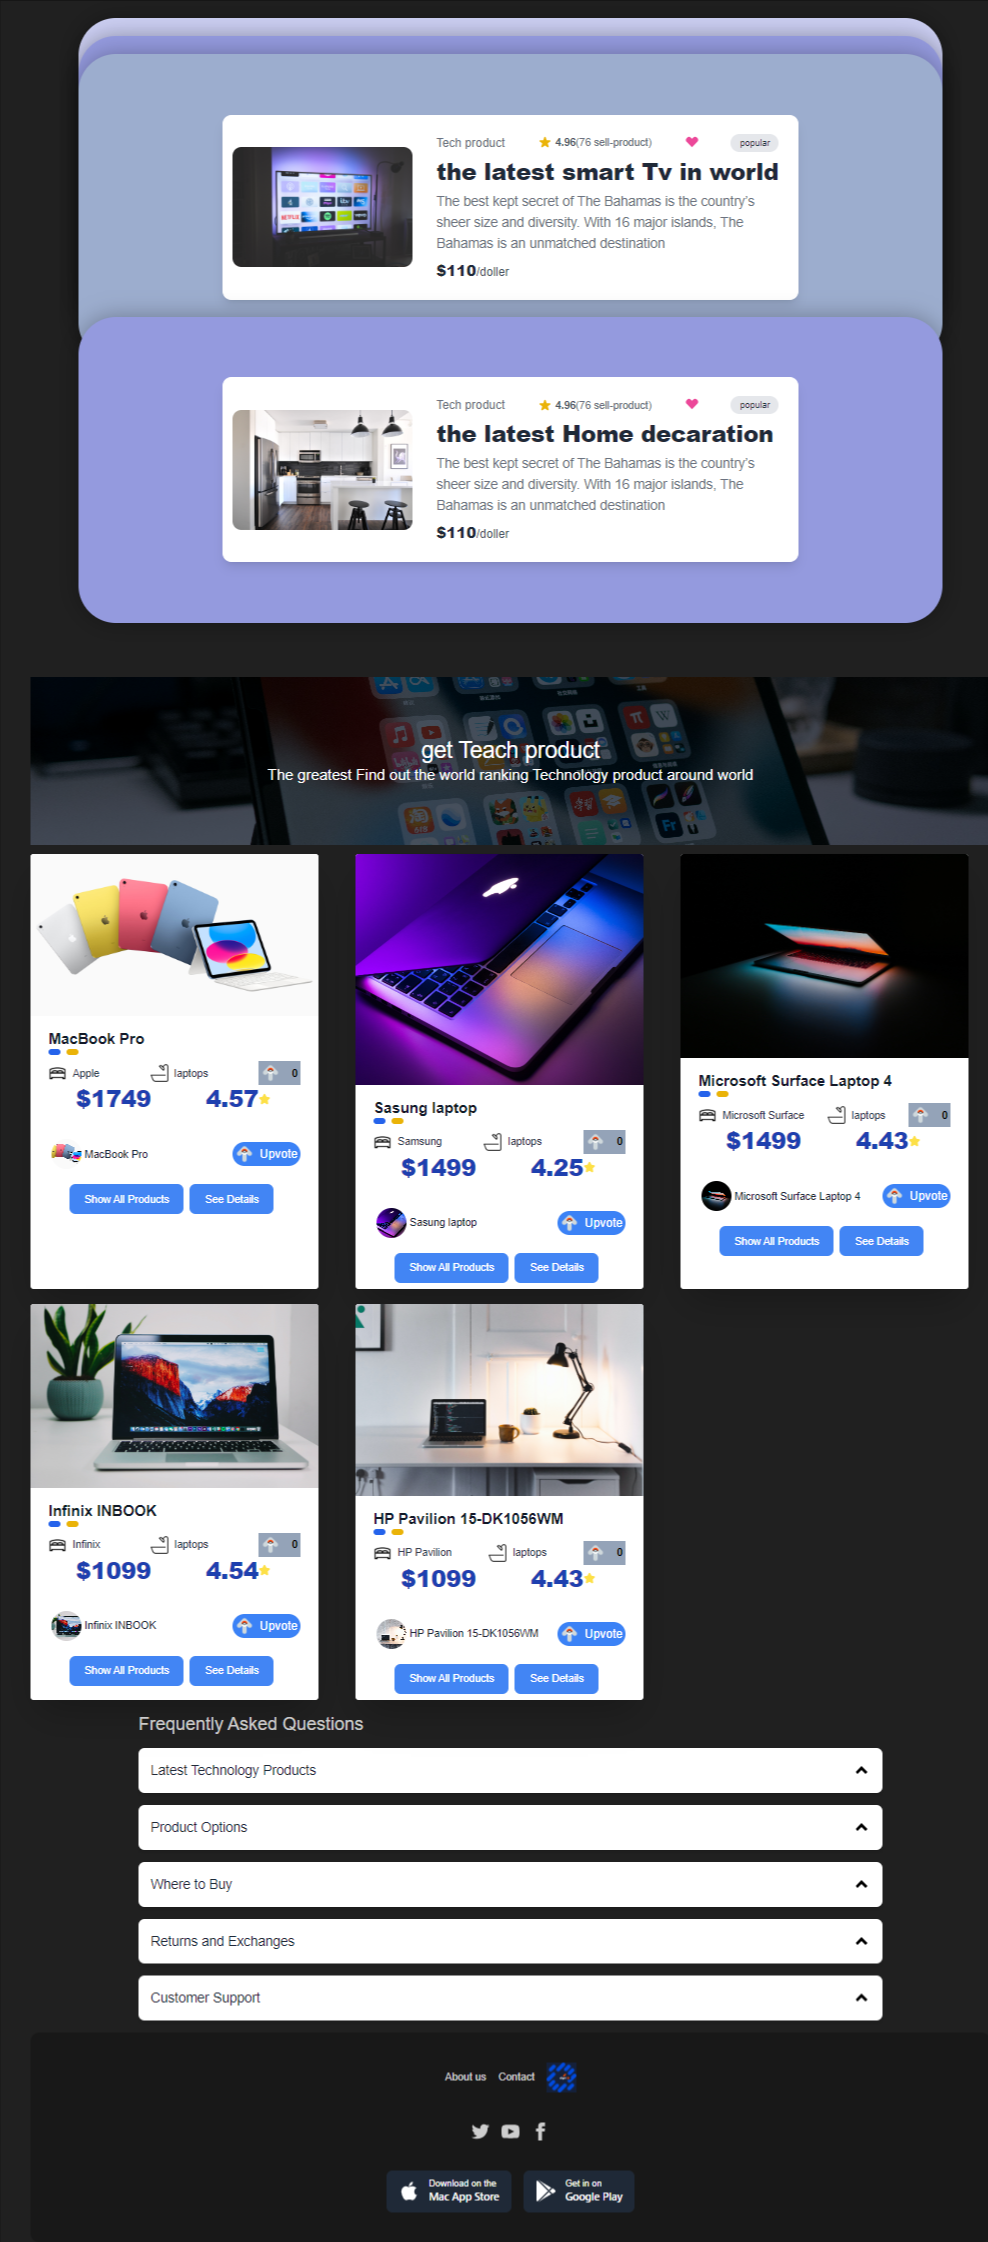 Tech product
4.96(76 sell-product)
popular
the latest smart Tv in world
The best kept secret of The Bahamas is the country's
sheer size and diversity. With 16 major islands, The
Bahamas is an unmatched destination
$110/doller
Tech product
4.96(76 sell-product)
popular
the latest Home decaration
The best kept secret of The Bahamas is the country's
sheer size and diversity. With 16 major islands, The
Bahamas is an unmatched destination
$110/doller
get Teach product
The greatest Find out the world ranking Technology product around world
MacBook Pro
Apple
laptops
0
$1749
4.57
MacBook Pro
Upvote
Show All Products
See Details
Sasung laptop
Samsung
laptops
0
$1499
4.25
Sasung laptop
Upvote
Show All Products
See Details
Microsoft Surface Laptop 4
Microsoft Surface
laptops
0
$1499
4.43
Microsoft Surface Laptop 4
Upvote
Show All Products
See Details
Infinix INBOOK
Infinix
laptops
0
$1099
4.54
Infinix INBOOK
Upvote
Show All Products
See Details
HP Pavilion 15-DK1056WM
HP Pavilion
laptops
0
$1099
4.43
HP Pavilion 15-DK1056WM
Upvote
Show All Products
See Details
Frequently Asked Questions
Latest Technology Products
Product Options
Where to Buy
Returns and Exchanges
Customer Support
About us
Contact
Download on the
Mac App Store
Get in on
Google Play